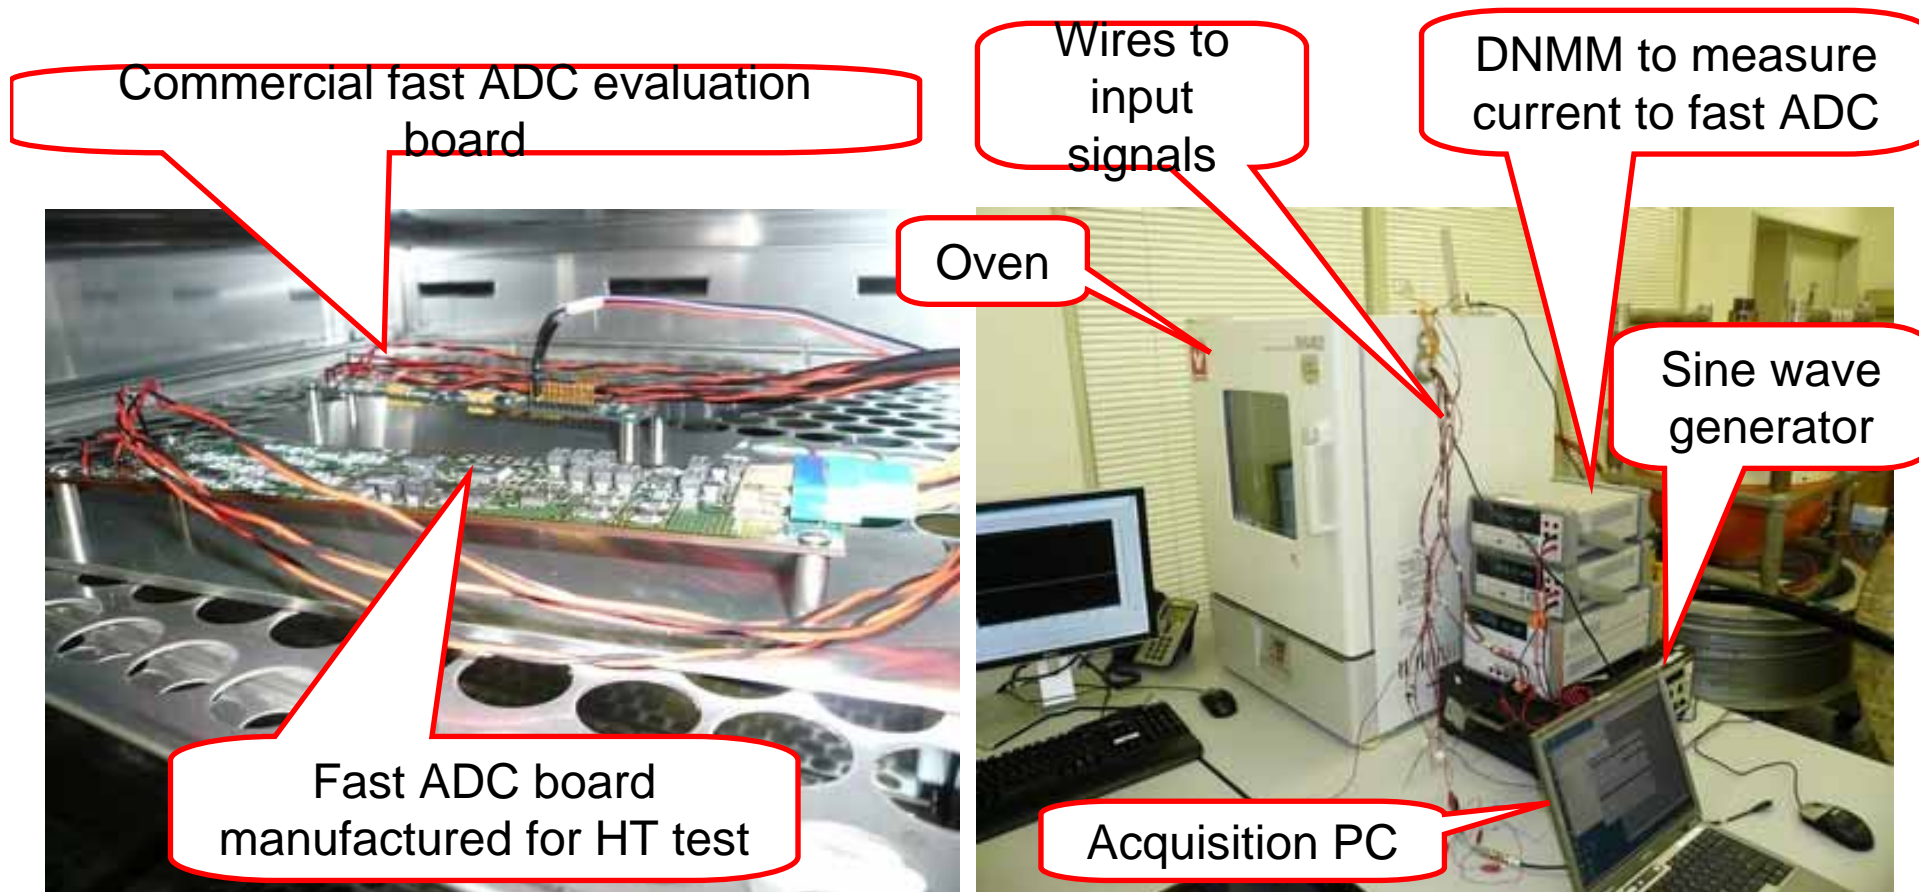 Commercial fast ADC evaluation
board
Wires to
input
signals
DNMM to measure
current to fast ADC
Oven
Sine wave
generator
Fast ADC board
manufactured for HT test
Acquisition PC